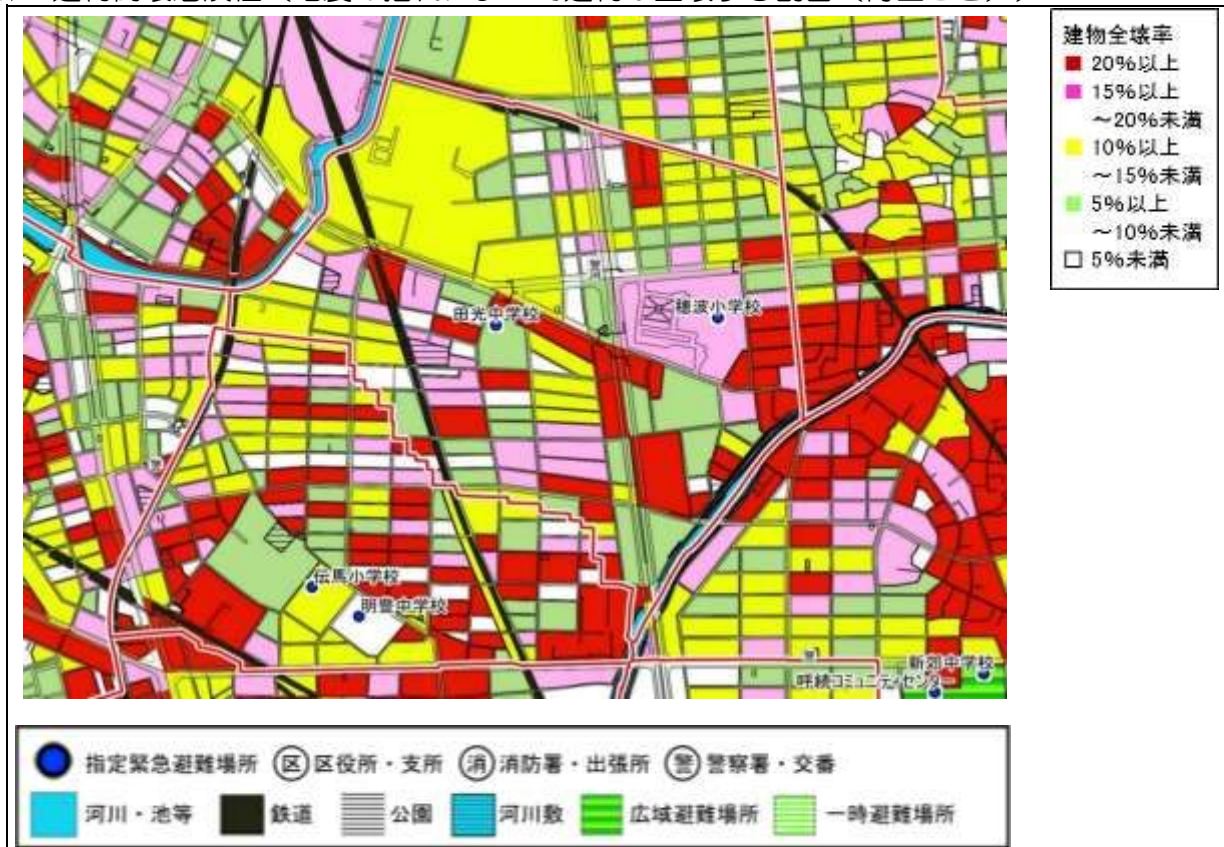 建物全壊率
20%以上
15%以上
～20%未満
10%以上
～15%未満
5%以上
～10%未満
5%未満
田光中学校
穂波小学校
伝馬小学校
明豊中学校
新郊中学校
呼続コミュニティセンター
指定緊急避難場所 区 区役所・支所 消 消防署・出張所 警 警察署・交番
河川・池等 鉄道 公園 河川敷 広域避難場所 一時避難場所